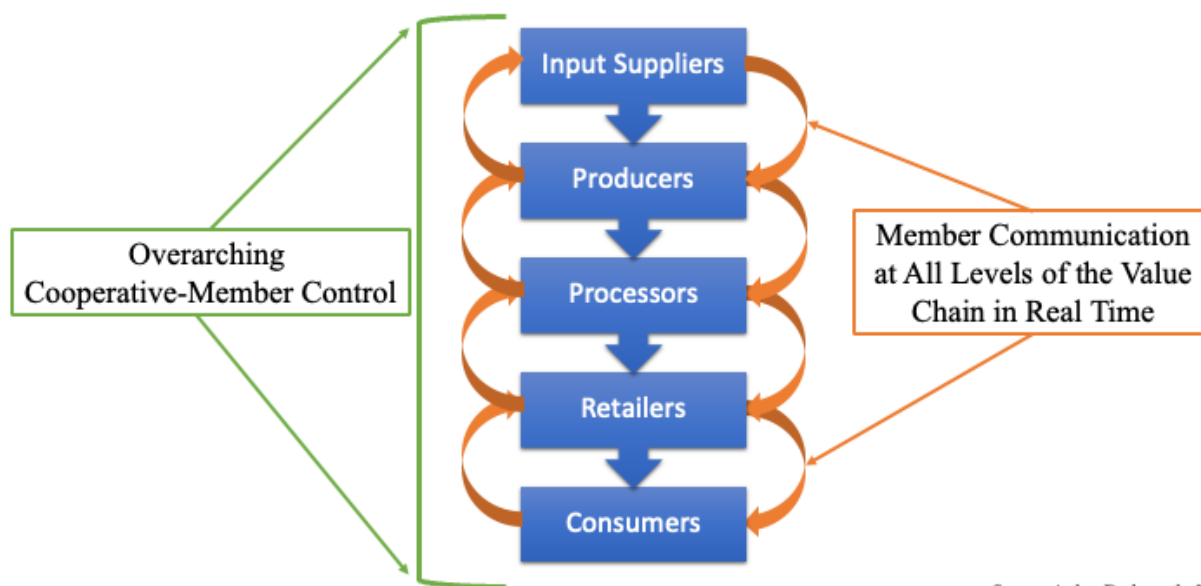 Input Suppliers
Producers
Overarching
Cooperative-Member Control
Member Communication
at All Levels of the Value
Chain in Real Time
Processors
Retailers
Consumers